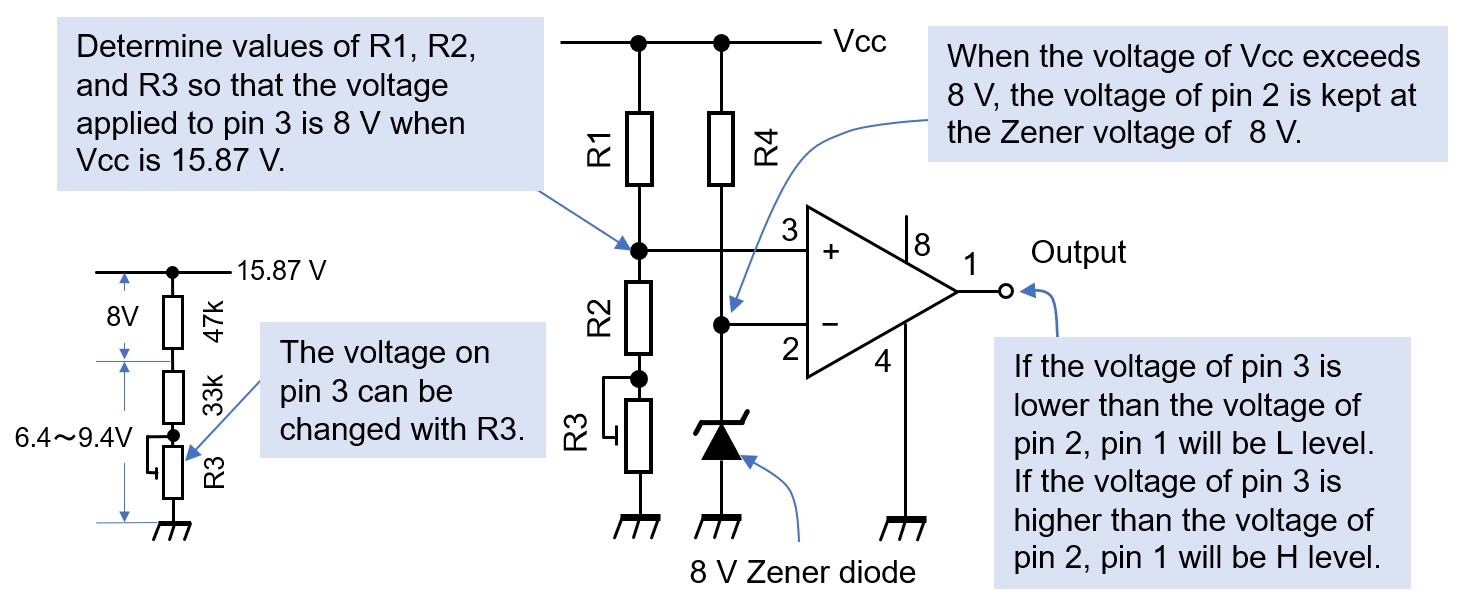 Determine values of R1, R2,
and R3 so that the voltage
applied to pin 3 is 8 V when
Vcc is 15.87 V.
Vcc
When the voltage of Vcc exceeds
8 V, the voltage of pin 2 is kept at
the Zener voltage of 8 V.
R1
R4
3
+
8
1
Output
R2
−
2
4
R3
15.87 V
8V
47k
33k
6.4～9.4V
R3
The voltage on
pin 3 can be
changed with R3.
8 V Zener diode
If the voltage of pin 3 is
lower than the voltage of
pin 2, pin 1 will be L level.
If the voltage of pin 3 is
higher than the voltage of
pin 2, pin 1 will be H level.